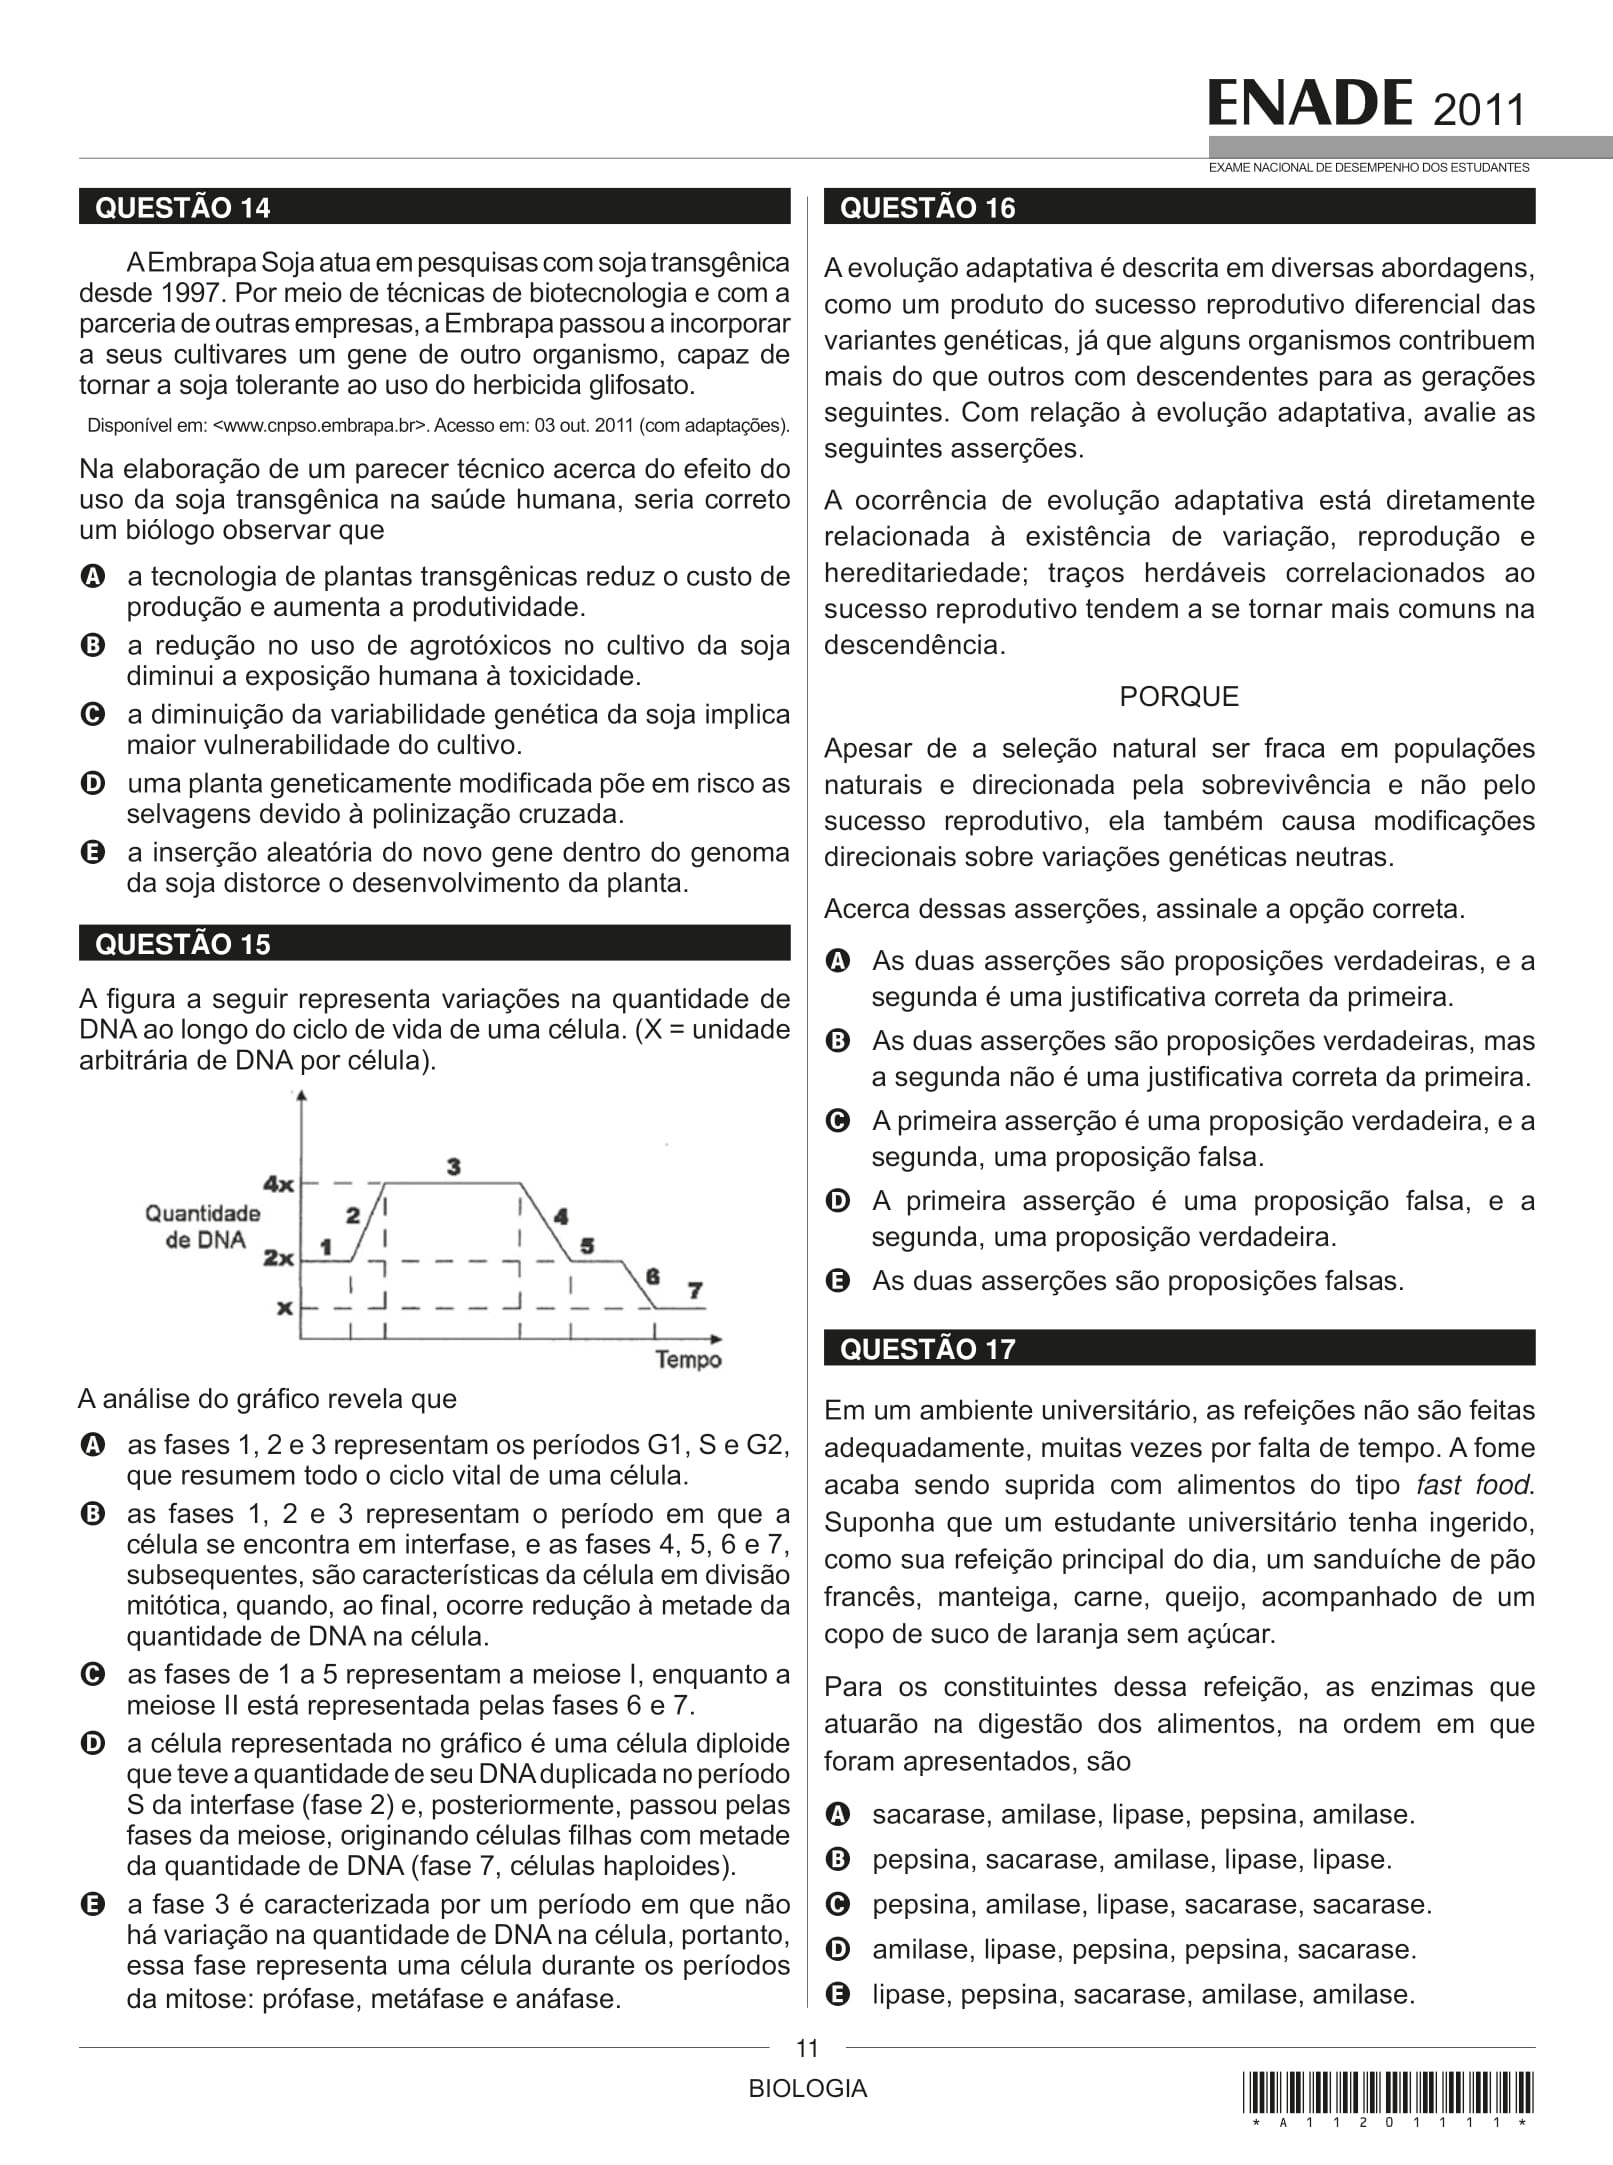 ENADE 2011
EXAME NACIONAL DE DESEMPENHO DOS ESTUDANTES
QUESTÃO 14
A Embrapa Soja atua em pesquisas com soja transgênica
desde 1997. Por meio de técnicas de biotecnologia e com a
parceria de outras empresas, a Embrapa passou a incorporar
a seus cultivares um gene de outro organismo, capaz de
tornar a soja tolerante ao uso do herbicida glifosato.
Disponível em: <www.cnpso.embrapa.br>. Acesso em: 03 out. 2011 (com adaptações).
Na elaboração de um parecer técnico acerca do efeito do
uso da soja transgênica na saúde humana, seria correto
um biólogo observar que
A a tecnologia de plantas transgênicas reduz o custo de
produção e aumenta a produtividade.
B a redução no uso de agrotóxicos no cultivo da soja
diminui a exposição humana à toxicidade.
C a diminuição da variabilidade genética da soja implica
maior vulnerabilidade do cultivo.
D uma planta geneticamente modificada põe em risco as
selvagens devido à polinização cruzada.
E a inserção aleatória do novo gene dentro do genoma
da soja distorce o desenvolvimento da planta.
QUESTÃO 15
A figura a seguir representa variações na quantidade de
DNA ao longo do ciclo de vida de uma célula. (X = unidade
arbitrária de DNA por célula).
Quantidade
de DNA
4x
2x
x
1
2
3
4
5
6
7
Tempo
A análise do gráfico revela que
A as fases 1, 2 e 3 representam os períodos G1, S e G2,
que resumem todo o ciclo vital de uma célula.
B as fases 1, 2 e 3 representam o período em que a
célula se encontra em interfase, e as fases 4, 5, 6 e 7,
subsequentes, são características da célula em divisão
mitótica, quando, ao final, ocorre redução à metade da
quantidade de DNA na célula.
C as fases de 1 a 5 representam a meiose I, enquanto a
meiose II está representada pelas fases 6 e 7.
D a célula representada no gráfico é uma célula diploide
que teve a quantidade de seu DNA duplicada no período
S da interfase (fase 2) e, posteriormente, passou pelas
fases da meiose, originando células filhas com metade
da quantidade de DNA (fase 7, células haploides).
E a fase 3 é caracterizada por um período em que não
há variação na quantidade de DNA na célula, portanto,
essa fase representa uma célula durante os períodos
da mitose: prófase, metáfase e anáfase.
QUESTÃO 16
A evolução adaptativa é descrita em diversas abordagens,
como um produto do sucesso reprodutivo diferencial das
variantes genéticas, já que alguns organismos contribuem
mais do que outros com descendentes para as gerações
seguintes. Com relação à evolução adaptativa, avalie as
seguintes asserções.
A ocorrência de evolução adaptativa está diretamente
relacionada à existência de variação, reprodução e
hereditariedade; traços herdáveis correlacionados ao
sucesso reprodutivo tendem a se tornar mais comuns na
descendência.
PORQUE
Apesar de a seleção natural ser fraca em populações
naturais e direcionada pela sobrevivência e não pelo
sucesso reprodutivo, ela também causa modificações
direcionais sobre variações genéticas neutras.
Acerca dessas asserções, assinale a opção correta.
A As duas asserções são proposições verdadeiras, e a
segunda é uma justificativa correta da primeira.
B As duas asserções são proposições verdadeiras, mas
a segunda não é uma justificativa correta da primeira.
C A primeira asserção é uma proposição verdadeira, e a
segunda, uma proposição falsa.
D A primeira asserção é uma proposição falsa, e a
segunda, uma proposição verdadeira.
E As duas asserções são proposições falsas.
QUESTÃO 17
Em um ambiente universitário, as refeições não são feitas
adequadamente, muitas vezes por falta de tempo. A fome
acaba sendo suprida com alimentos do tipo fast food.
Suponha que um estudante universitário tenha ingerido,
como sua refeição principal do dia, um sanduíche de pão
francês, manteiga, carne, queijo, acompanhado de um
copo de suco de laranja sem açúcar.
Para os constituintes dessa refeição, as enzimas que
atuarão na digestão dos alimentos, na ordem em que
foram apresentados, são
A sacarase, amilase, lipase, pepsina, amilase.
B pepsina, sacarase, amilase, lipase, lipase.
C pepsina, amilase, lipase, sacarase, sacarase.
D amilase, lipase, pepsina, pepsina, sacarase.
E lipase, pepsina, sacarase, amilase, amilase.
11
BIOLOGIA
* A 1 1 2 0 1 1 1 1 *